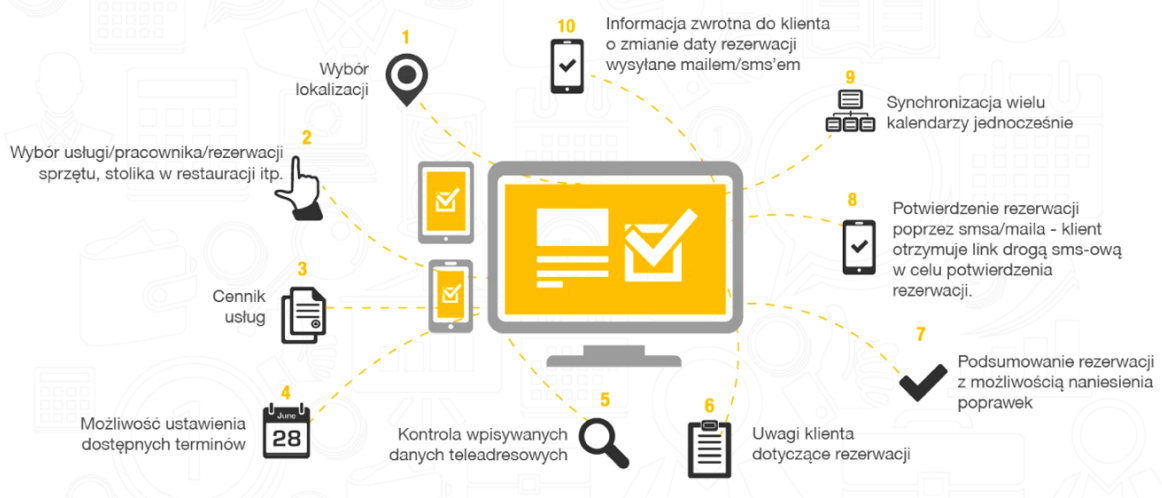 1
Wybór
lokalizacji
2
Wybór usługi/pracownika/rezerwacji
sprzętu, stolika w restauracji itp.
3
Cennik
usług
4
June
28
Możliwość ustawienia
dostępnych terminów
5
Kontrola wpisywanych
danych teleadresowych
6
Uwagi klienta
dotyczące rezerwacji
7
Podsumowanie rezerwacji
z możliwością naniesienia
poprawek
8
Potwierdzenie rezerwacji
poprzez smsa/maila - klient
otrzymuje link drogą sms-ową
w celu potwierdzenia
rezerwacji.
9
Synchronizacja wielu
kalendarzy jednocześnie
10
Informacja zwrotna do klienta
o zmianie daty rezerwacji
wysyłane mailem/sms'em